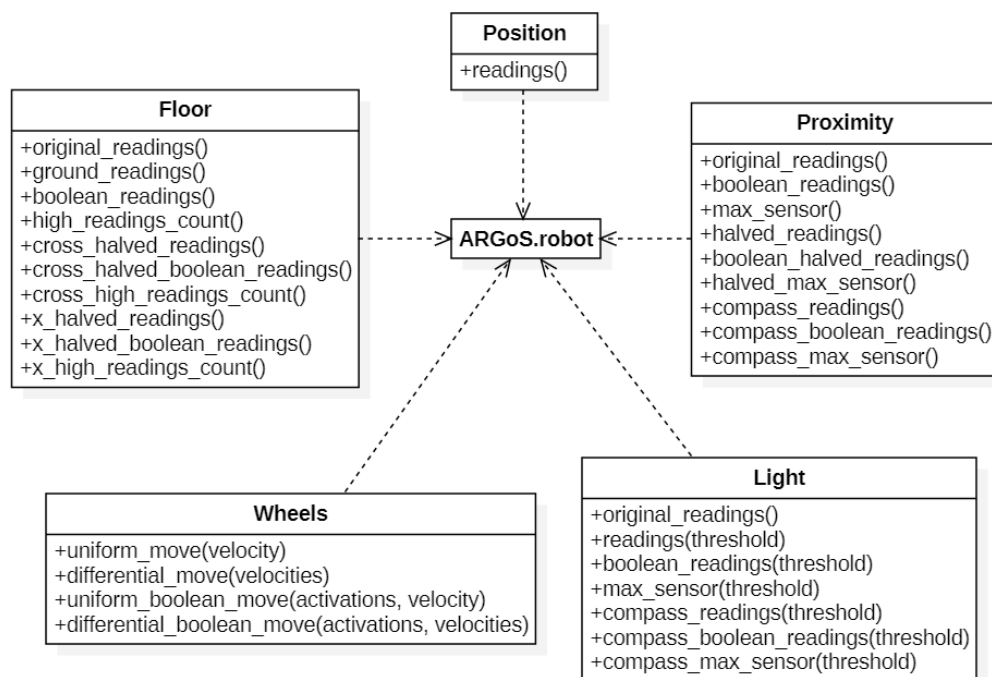 Position
+readings()
Floor
+original_readings()
+ground_readings()
+boolean_readings()
+high_readings_count()
+cross_halved_readings()
+cross_halved_boolean_readings()
+cross_high_readings_count()
+x_halved_readings()
+x_halved_boolean_readings()
+x_high_readings_count()
ARGoS.robot
Proximity
+original_readings()
+boolean_readings()
+max_sensor()
+halved_readings()
+boolean_halved_readings()
+halved_max_sensor()
+compass_readings()
+compass_boolean_readings()
+compass_max_sensor()
Wheels
+uniform_move(velocity)
+differential_move(velocities)
+uniform_boolean_move(activations, velocity)
+differential_boolean_move(activations, velocities)
Light
+original_readings()
+readings(threshold)
+boolean_readings(threshold)
+max_sensor(threshold)
+compass_readings(threshold)
+compass_boolean_readings(threshold)
+compass_max_sensor(threshold)